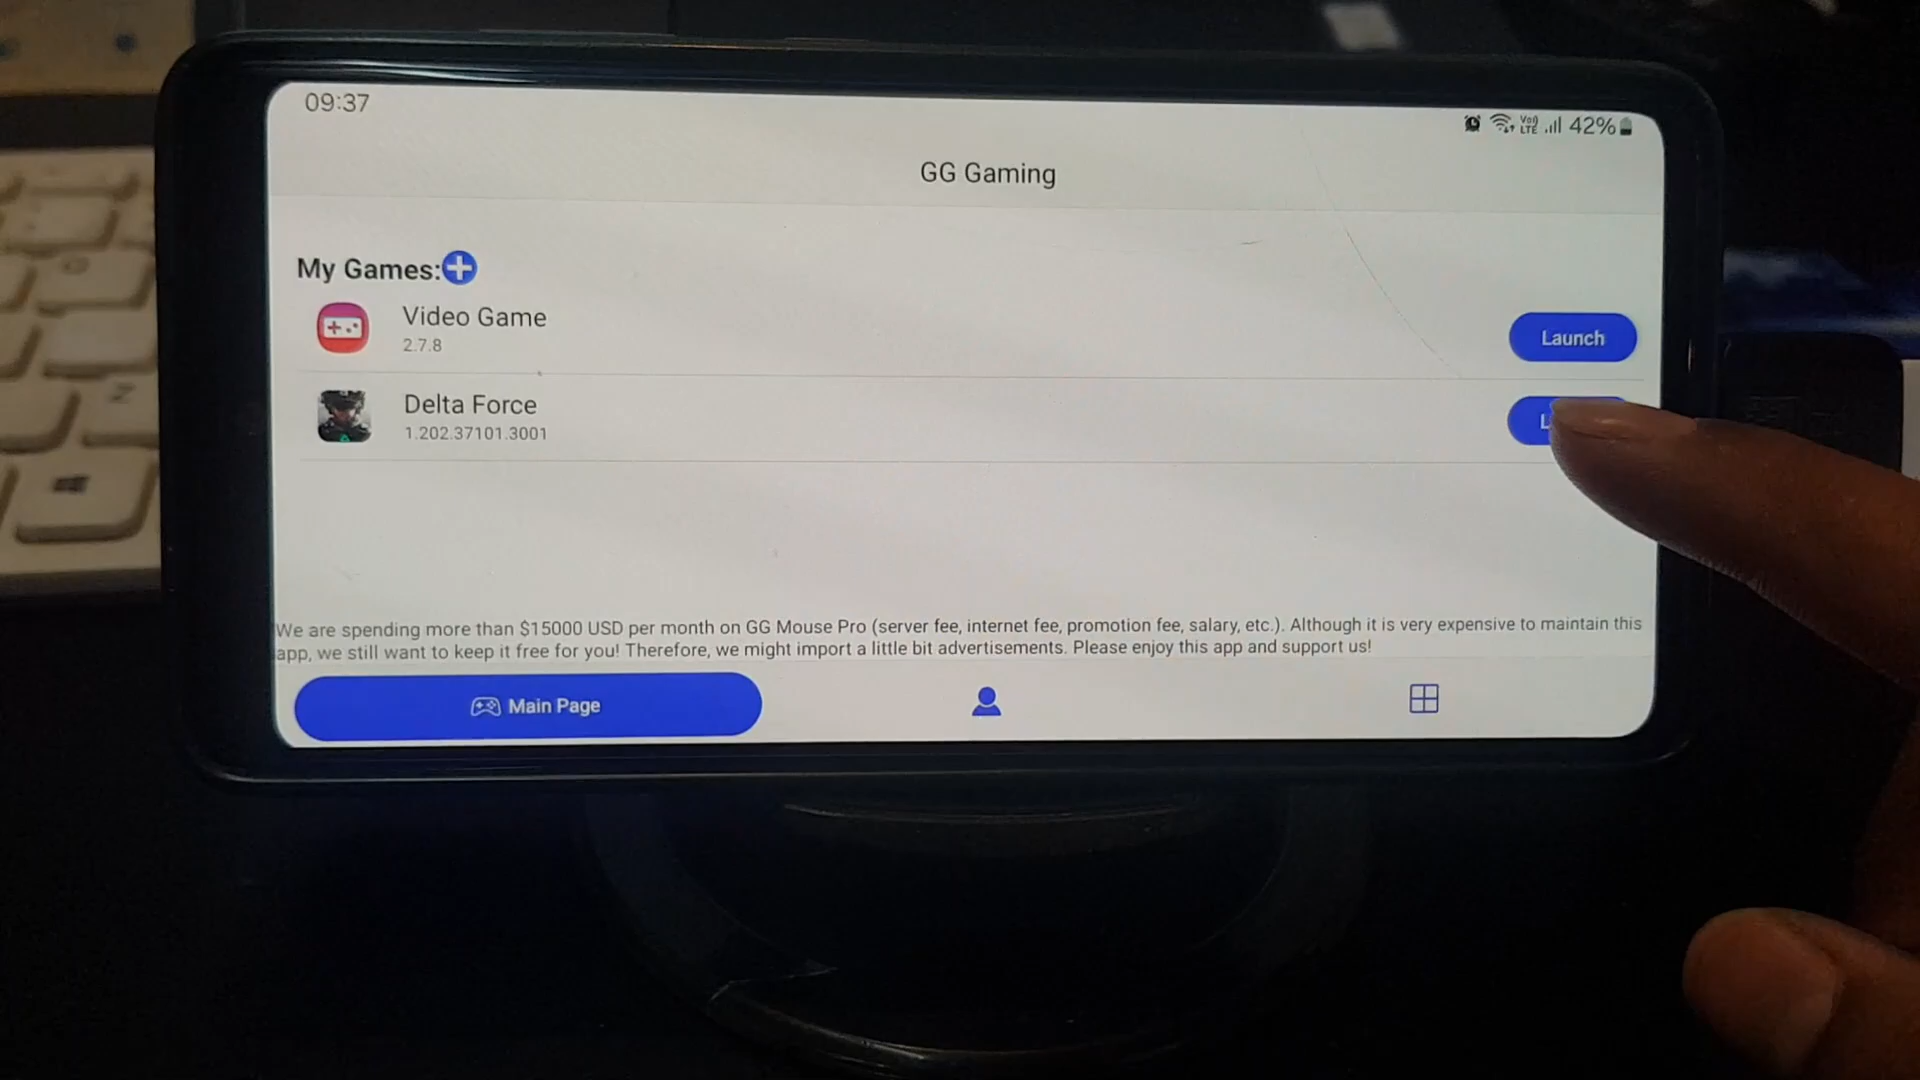 09:37
Vo) LTE 42%
GG Gaming
My Games:
Video Game
2.7.8
Launch
Delta Force
1.202.37101.3001
We are spending more than $15000 USD per month on GG Mouse Pro (server fee, internet fee, promotion fee, salary, etc.). Although it is very expensive to maintain this
app, we still want to keep it free for you! Therefore, we might import a little bit advertisements. Please enjoy this app and support us!
Main Page
Z